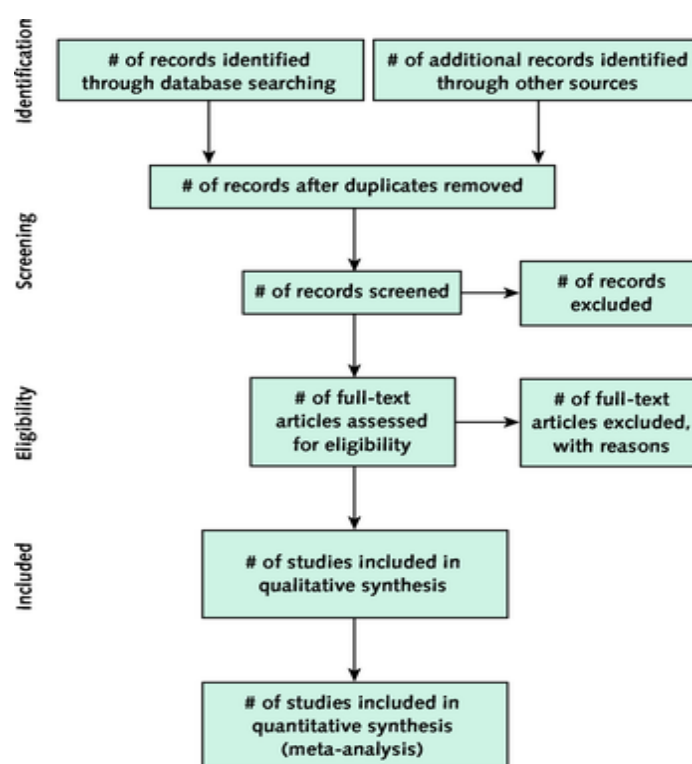 Identification
# of records identified
through database searching
# of additional records identified
through other sources
# of records after duplicates removed
Screening
# of records screened
# of records
excluded
Eligibility
# of full-text
articles assessed
for eligibility
# of full-text
articles excluded,
with reasons
Included
# of studies included in
qualitative synthesis
# of studies included in
quantitative synthesis
(meta-analysis)